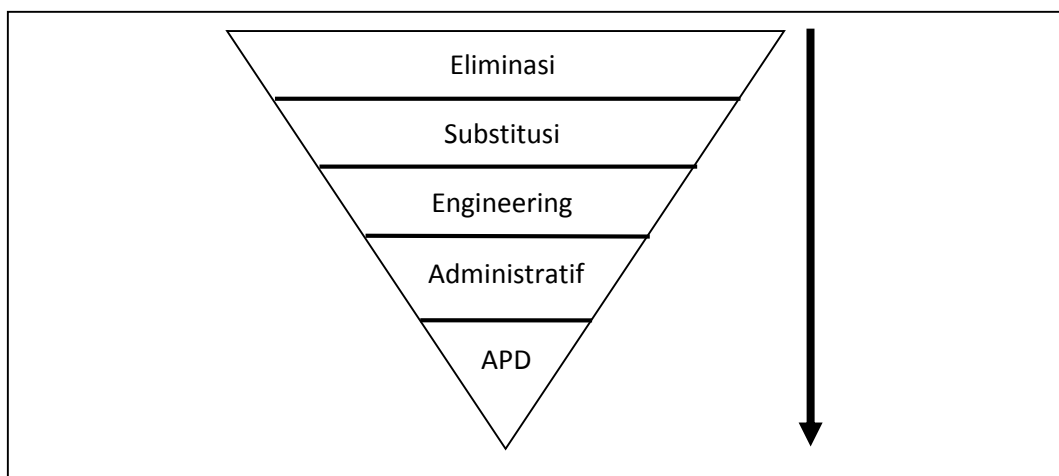 Eliminasi
Substitusi
Engineering
Administratif
APD